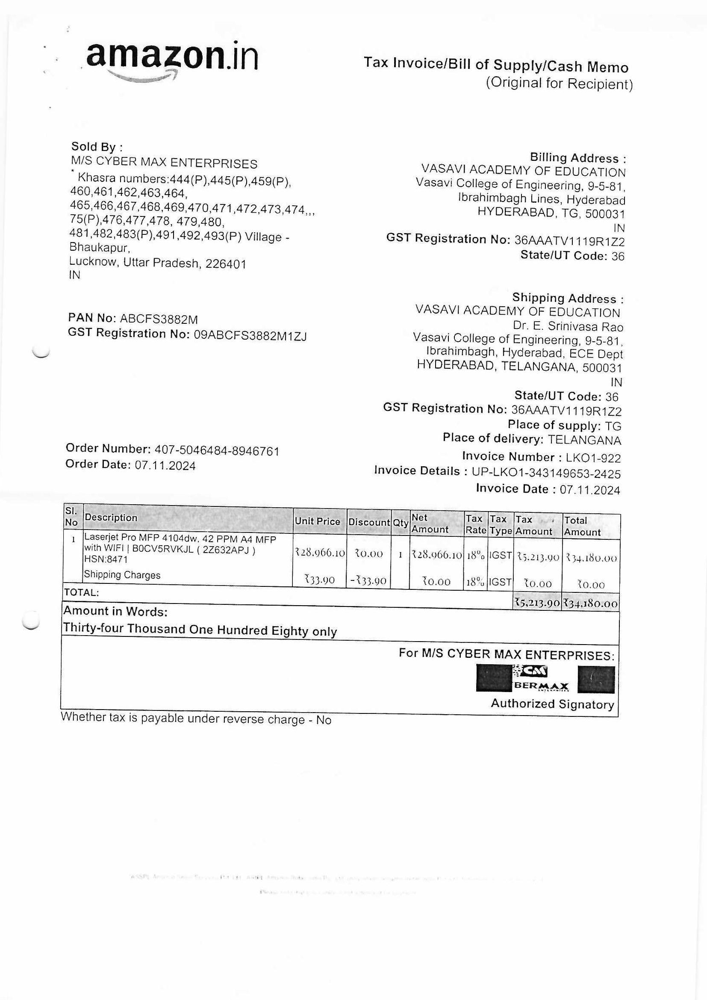 amazon.in
Tax Invoice/Bill of Supply/Cash Memo
(Original for Recipient)
Sold By :
M/S CYBER MAX ENTERPRISES
* Khasra numbers:444(P),445(P),459(P),
460,461,462,463,464,
465,466,467,468,469,470,471,472,473,474,,,
75(P),476,477,478, 479,480,
481,482,483(P),491,492,493(P) Village -
Bhaukapur,
Lucknow, Uttar Pradesh, 226401
IN
PAN No: ABCFS3882M
GST Registration No: 09ABCFS3882M1ZJ
Order Number: 407-5046484-8946761
Order Date: 07.11.2024
Billing Address :
VASAVI ACADEMY OF EDUCATION
Vasavi College of Engineering, 9-5-81,
Ibrahimbagh Lines, Hyderabad
HYDERABAD, TG, 500031
IN
GST Registration No: 36AAATV1119R1Z2
State/UT Code: 36
Shipping Address :
VASAVI ACADEMY OF EDUCATION
Dr. E. Srinivasa Rao
Vasavi College of Engineering, 9-5-81,
Ibrahimbagh, Hyderabad, ECE Dept
HYDERABAD, TELANGANA, 500031
IN
State/UT Code: 36
GST Registration No: 36AAATV1119R1Z2
Place of supply: TG
Place of delivery: TELANGANA
Invoice Number : LKO1-922
Invoice Details : UP-LKO1-343149653-2425
Invoice Date : 07.11.2024
Sl. No Description Unit Price Discount Qty Net Amount Tax Rate Tax Type Tax Amount Total Amount
1 Laserjet Pro MFP 4104dw, 42 PPM A4 MFP
with WIFI | B0CV5RVKJL ( 2Z632APJ ) ₹28,966.10 ₹0.00 1 ₹28,966.10 18% IGST ₹5,213.90 ₹34,180.00
HSN:8471
Shipping Charges ₹33.90 -₹33.90 ₹0.00 18% IGST ₹0.00 ₹0.00
TOTAL: ₹5,213.90 ₹34,180.00
Amount in Words:
Thirty-four Thousand One Hundred Eighty only
For M/S CYBER MAX ENTERPRISES:
CM
BERMAX
ENTERPRISES
Authorized Signatory
Whether tax is payable under reverse charge - No